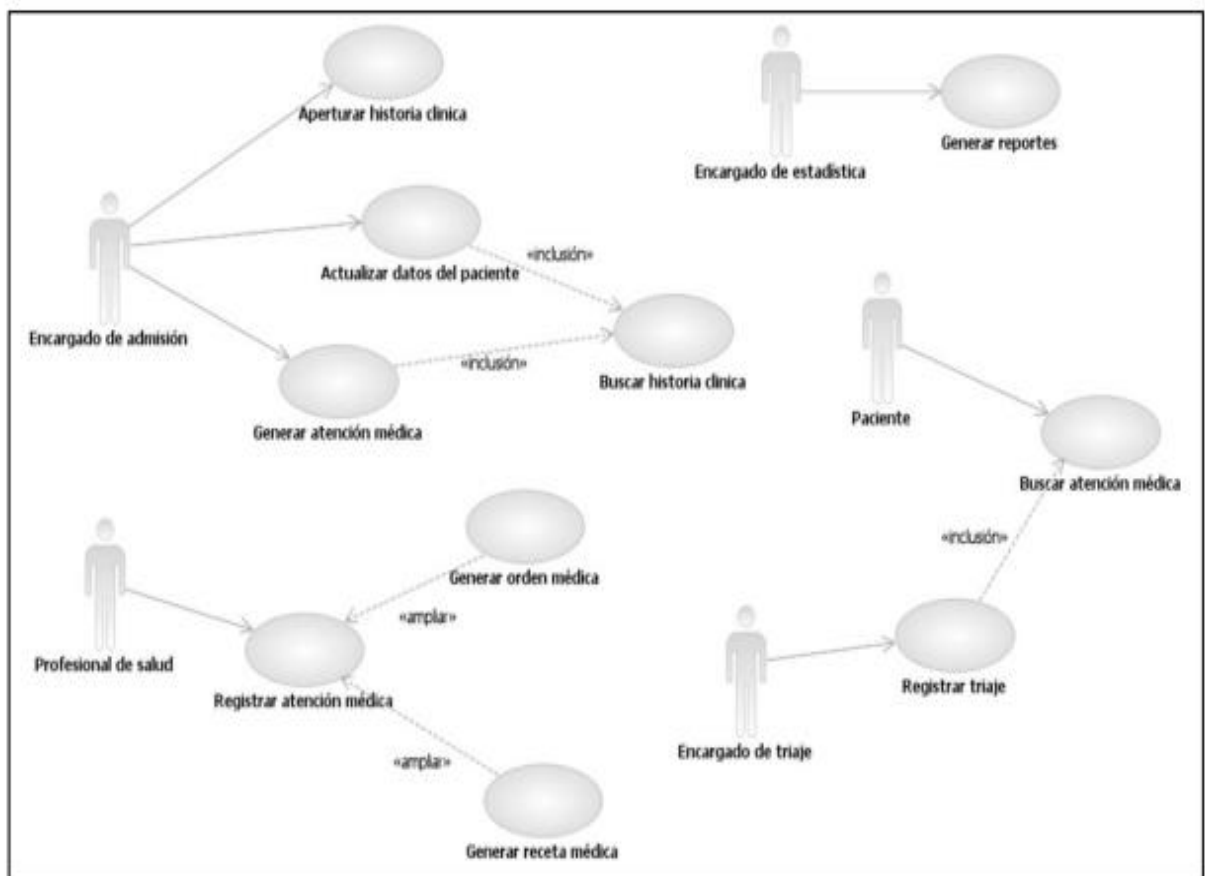 Aperturar historia clinica
Generar reportes
Encargado de estadística
Actualizar datos del paciente
«inclusión»
Encargado de admisión
«inclusión»
Buscar historia clinica
Generar atención médica
Paciente
Buscar atención médica
«inclusión»
Generar orden médica
«ampliar»
Profesional de salud
Registrar atención médica
Registrar triaje
Encargado de triaje
«ampliar»
Generar receta médica